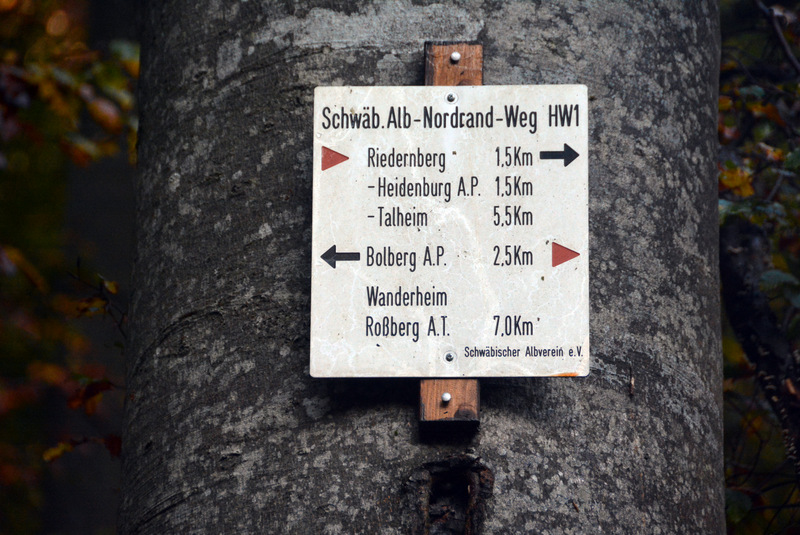 Schwäb. Alb-Nordrand-Weg HW1
Riedernberg 1,5Km
-Heidenburg A.P. 1,5Km
-Talheim 5,5Km
Bolberg A.P. 2,5Km
Wanderheim
Roßberg A.T. 7,0Km
Schwäbischer Albverein e.V.